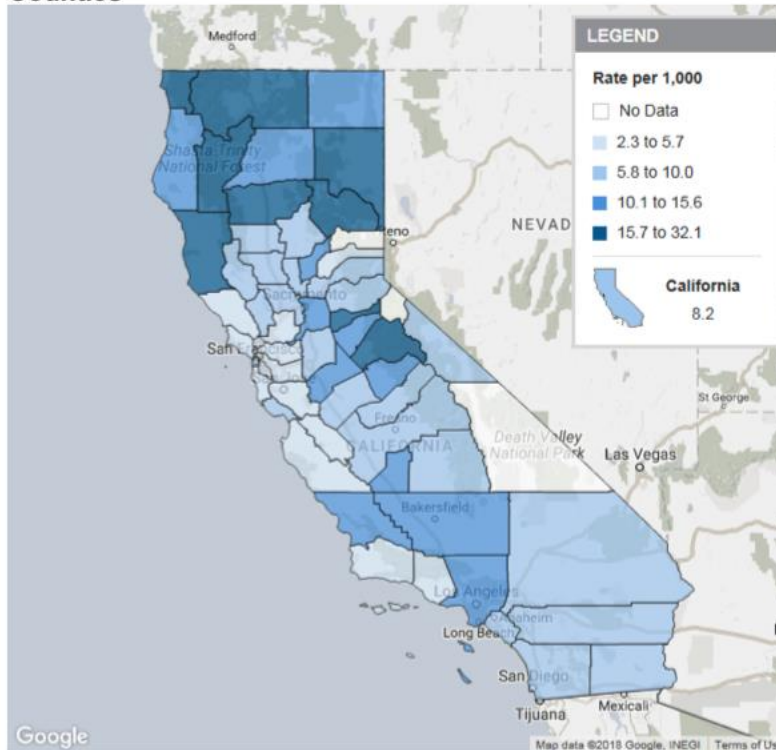 Medford
LEGEND
Rate per 1,000
No Data
2.3 to 5.7
5.8 to 10.0
10.1 to 15.6
15.7 to 32.1
California
8.2
Shasta-Trinity
National Forest
NEVAD
eno
Sacramento
San Francisco
San Jose
St George
Fresno
CALIFORNIA
Death Valley
National Park
Las Vegas
Bakersfield
Los Angeles
Anaheim
Long Beach
San Diego
Mexicali
Tijuana
Google
Map data ©2018 Google, INEGI
Terms of Us